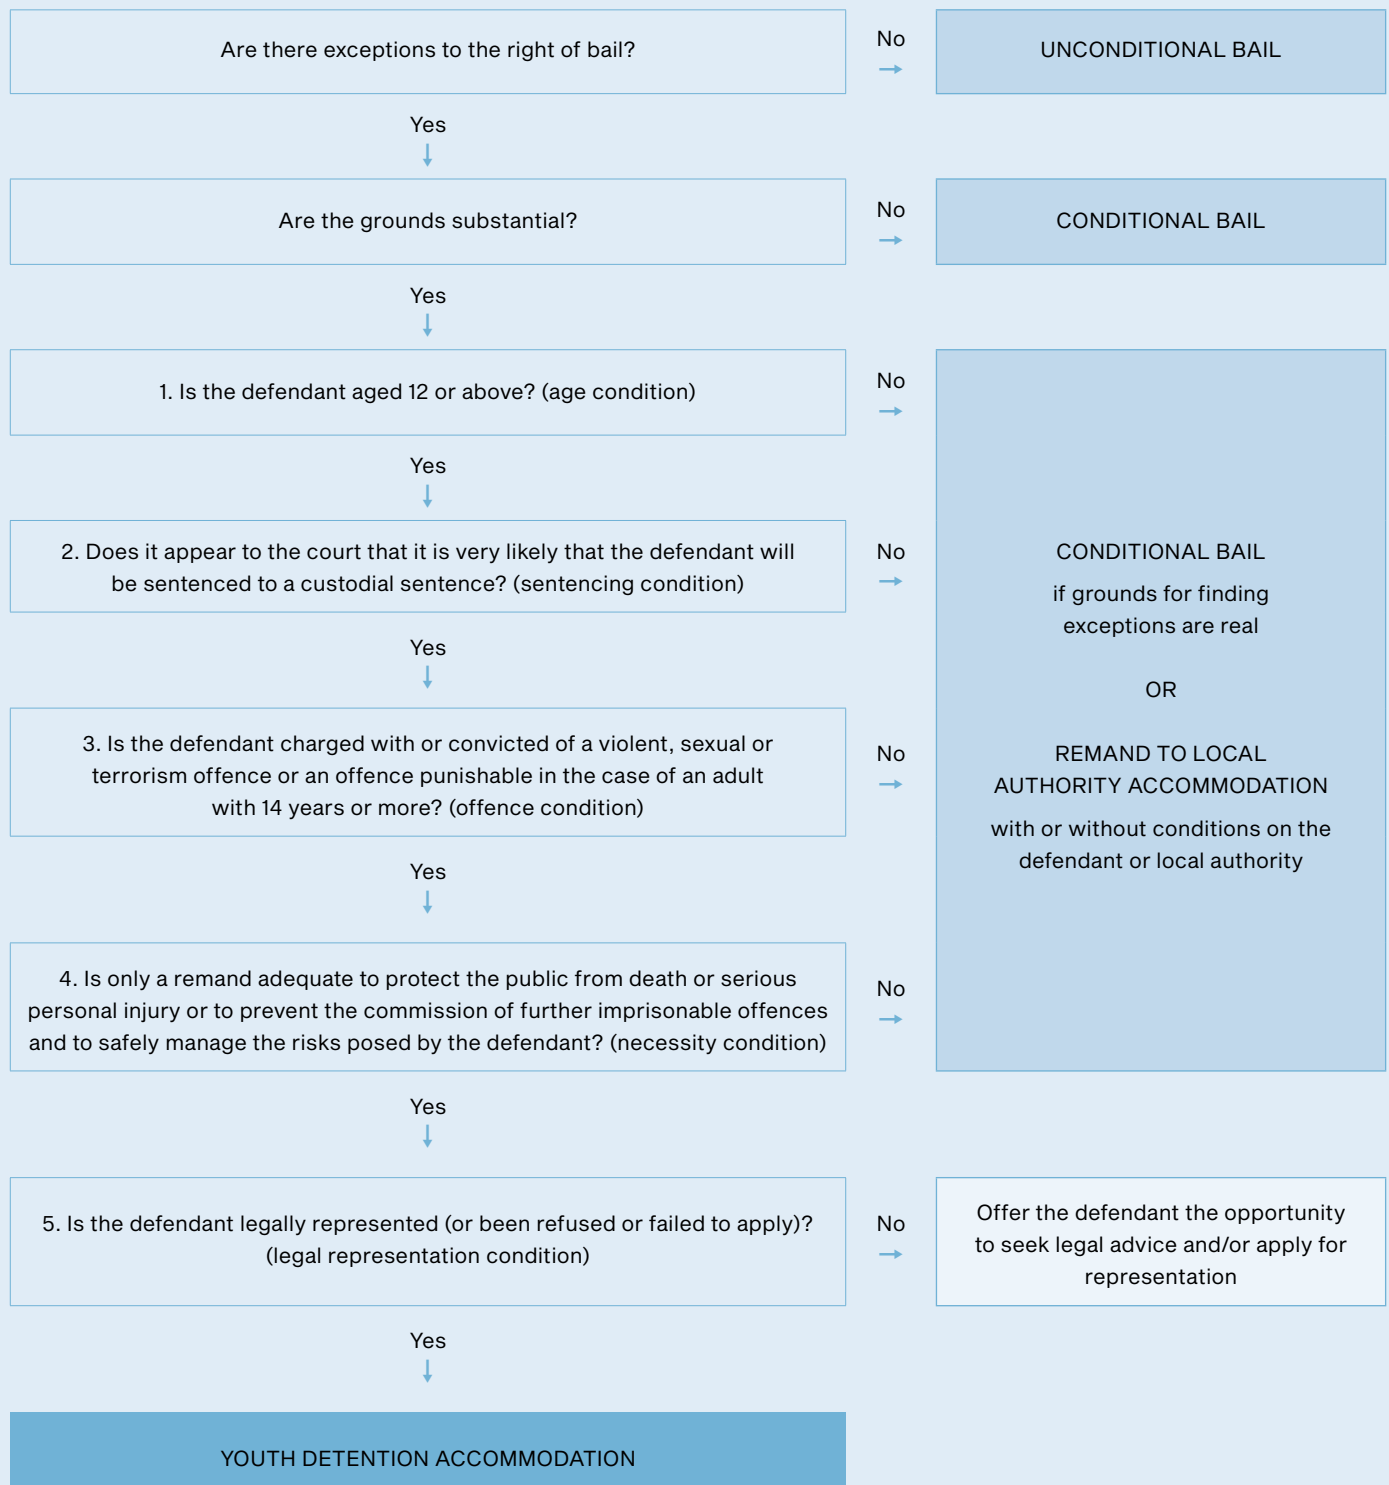 Are there exceptions to the right of bail?
No
UNCONDITIONAL BAIL
Yes
Are the grounds substantial?
No
CONDITIONAL BAIL
Yes
1. Is the defendant aged 12 or above? (age condition)
No
Yes
2. Does it appear to the court that it is very likely that the defendant will
be sentenced to a custodial sentence? (sentencing condition)
No
CONDITIONAL BAIL
if grounds for finding
exceptions are real
OR
REMAND TO LOCAL
AUTHORITY ACCOMMODATION
with or without conditions on the
defendant or local authority
Yes
3. Is the defendant charged with or convicted of a violent, sexual or
terrorism offence or an offence punishable in the case of an adult
with 14 years or more? (offence condition)
No
Yes
4. Is only a remand adequate to protect the public from death or serious
personal injury or to prevent the commission of further imprisonable offences
and to safely manage the risks posed by the defendant? (necessity condition)
No
Yes
5. Is the defendant legally represented (or been refused or failed to apply)?
(legal representation condition)
No
Offer the defendant the opportunity
to seek legal advice and/or apply for
representation
Yes
YOUTH DETENTION ACCOMMODATION